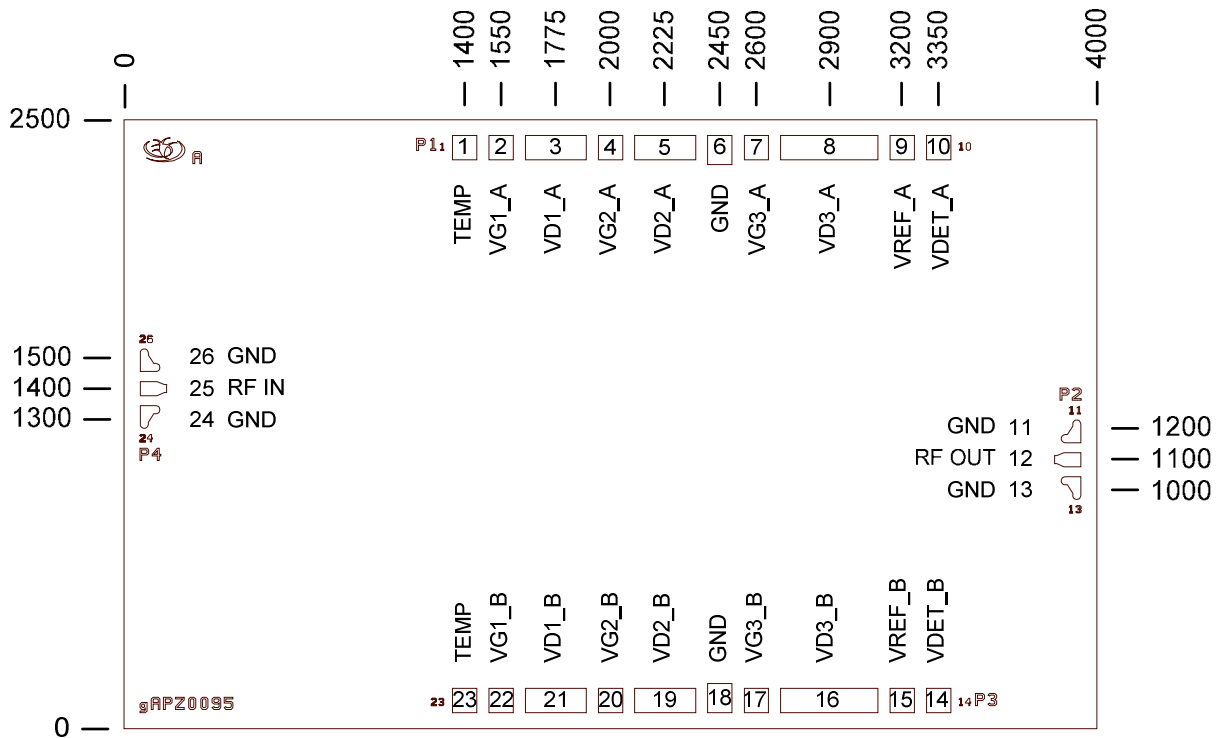 0 1400 1550 1775 2000 2225 2450 2600 2900 3200 3350 4000
2500
A
P1 1 1 2 3 4 5 6 7 8 9 10 10
TEMP VG1_A VD1_A VG2_A VD2_A GND VG3_A VD3_A VREF_A VDET_A
26
1500 26 GND
1400 25 RF IN
1300 24 GND
24
P4
P2
11
GND 11 1200
RF OUT 12 1100
GND 13 1000
13
TEMP VG1_B VD1_B VG2_B VD2_B GND VG3_B VD3_B VREF_B VDET_B
gAPZ0095 23 23 22 21 20 19 18 17 16 15 14 14 P3
0